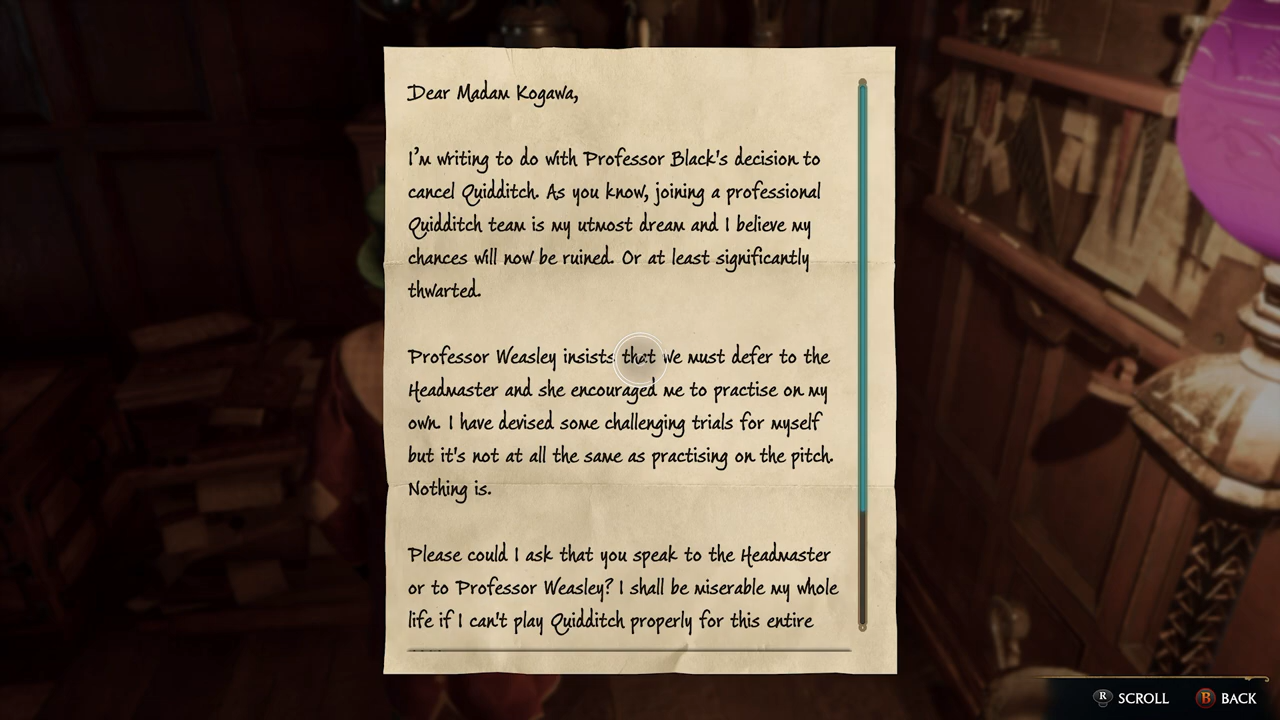 Dear Madam Kogawa,
I'm writing to do with Professor Black's decision to
cancel Quidditch. As you know, joining a professional
Quidditch team is my utmost dream and I believe my
chances will now be ruined. Or at least significantly
thwarted.
Professor Weasley insists that we must defer to the
Headmaster and she encouraged me to practise on my
own. I have devised some challenging trials for myself
but it's not at all the same as practising on the pitch.
Nothing is.
Please could I ask that you speak to the Headmaster
or to Professor Weasley? I shall be miserable my whole
life if I can't play Quidditch properly for this entire
R SCROLL B BACK